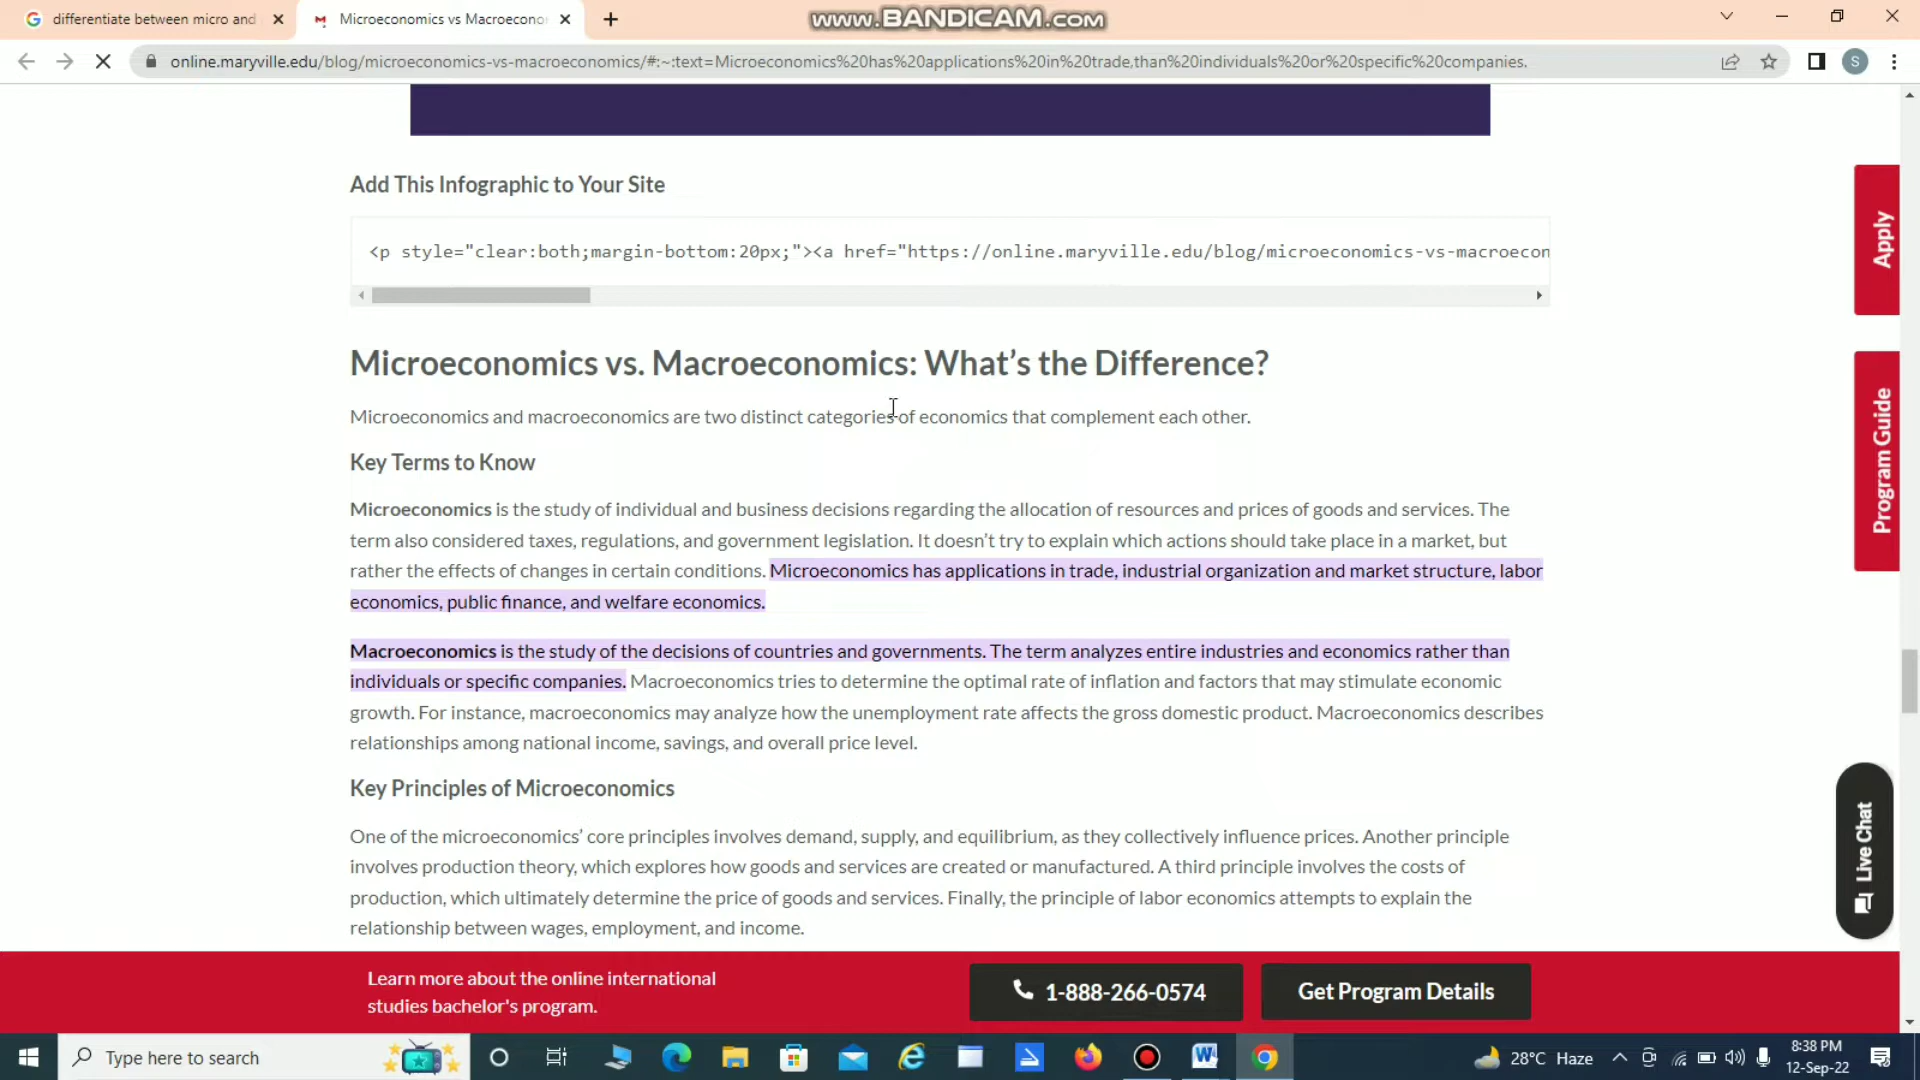 differentiate between micro and
Microeconomics vs Macroecono
www.BANDICAM.com
online.maryville.edu/blog/microeconomics-vs-macroeconomics/#:~:text=Microeconomics%20has%20applications%20in%20trade,than%20individuals%20or%20specific%20companies.
S
Add This Infographic to Your Site
<p style="clear:both;margin-bottom:20px;"><a href="https://online.maryville.edu/blog/microeconomics-vs-macroecon
Microeconomics vs. Macroeconomics: What's the Difference?
Microeconomics and macroeconomics are two distinct categories of economics that complement each other.
Key Terms to Know
Microeconomics is the study of individual and business decisions regarding the allocation of resources and prices of goods and services. The
term also considered taxes, regulations, and government legislation. It doesn't try to explain which actions should take place in a market, but
rather the effects of changes in certain conditions. Microeconomics has applications in trade, industrial organization and market structure, labor
economics, public finance, and welfare economics.
Macroeconomics is the study of the decisions of countries and governments. The term analyzes entire industries and economics rather than
individuals or specific companies. Macroeconomics tries to determine the optimal rate of inflation and factors that may stimulate economic
growth. For instance, macroeconomics may analyze how the unemployment rate affects the gross domestic product. Macroeconomics describes
relationships among national income, savings, and overall price level.
Key Principles of Microeconomics
One of the microeconomics' core principles involves demand, supply, and equilibrium, as they collectively influence prices. Another principle
involves production theory, which explores how goods and services are created or manufactured. A third principle involves the costs of
production, which ultimately determine the price of goods and services. Finally, the principle of labor economics attempts to explain the
relationship between wages, employment, and income.
Apply
Program Guide
Live Chat
Learn more about the online international
studies bachelor's program.
1-888-266-0574
Get Program Details
Type here to search
28°C Haze
8:38 PM
12-Sep-22